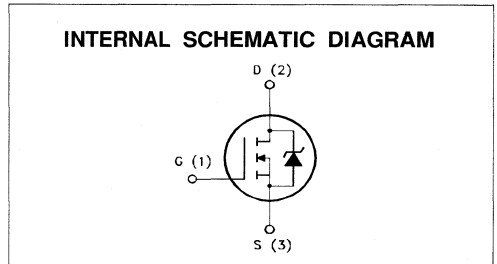 INTERNAL SCHEMATIC DIAGRAM
D (2)
G (1)
S (3)